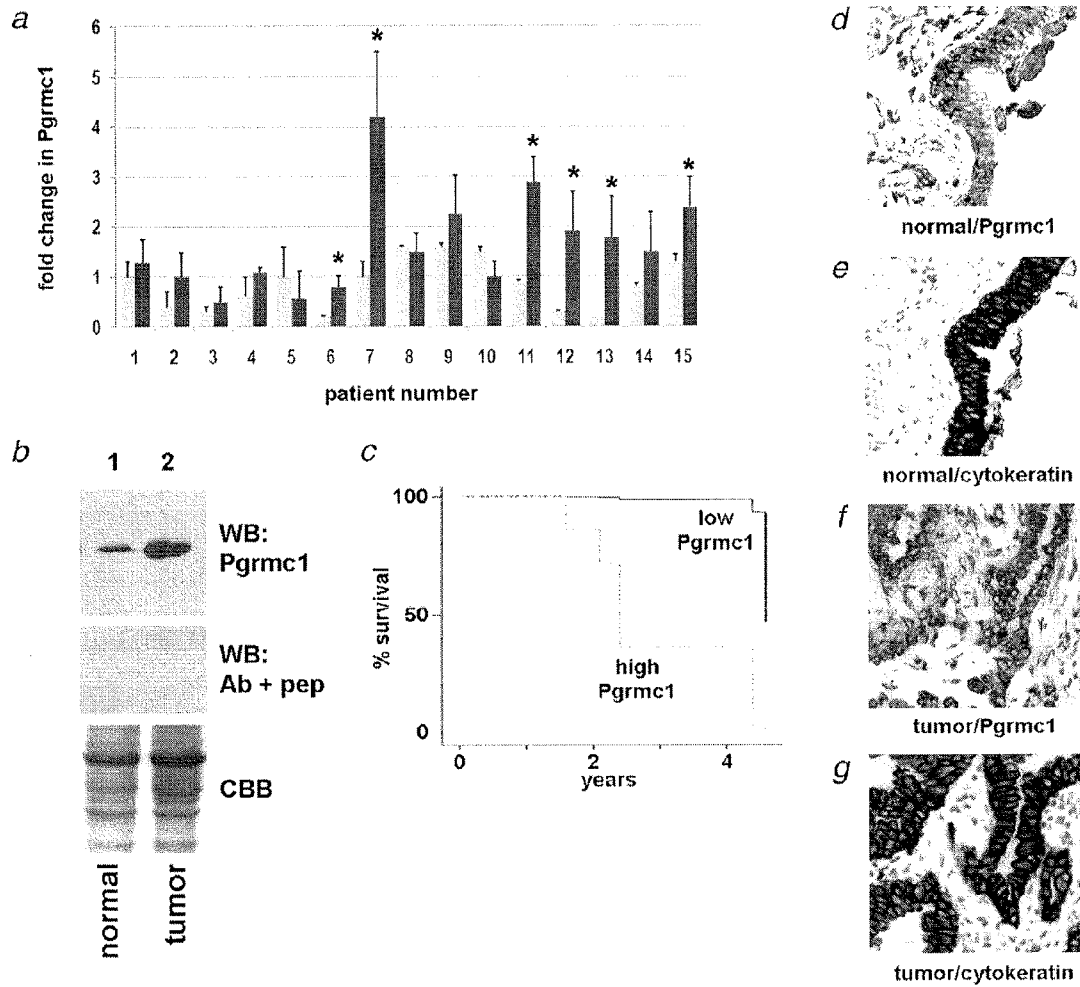 a
6
5
4
3
2
1
0
fold change in Pgrmc1
* * * * * *
1 2 3 4 5 6 7 8 9 10 11 12 13 14 15
patient number
b
1 2
WB:
Pgrmc1
WB:
Ab + pep
CBB
normal
tumor
c
100
50
0
% survival
low
Pgrmc1
high
Pgrmc1
0 2 4
years
d
normal/Pgrmc1
e
normal/cytokeratin
f
tumor/Pgrmc1
g
tumor/cytokeratin